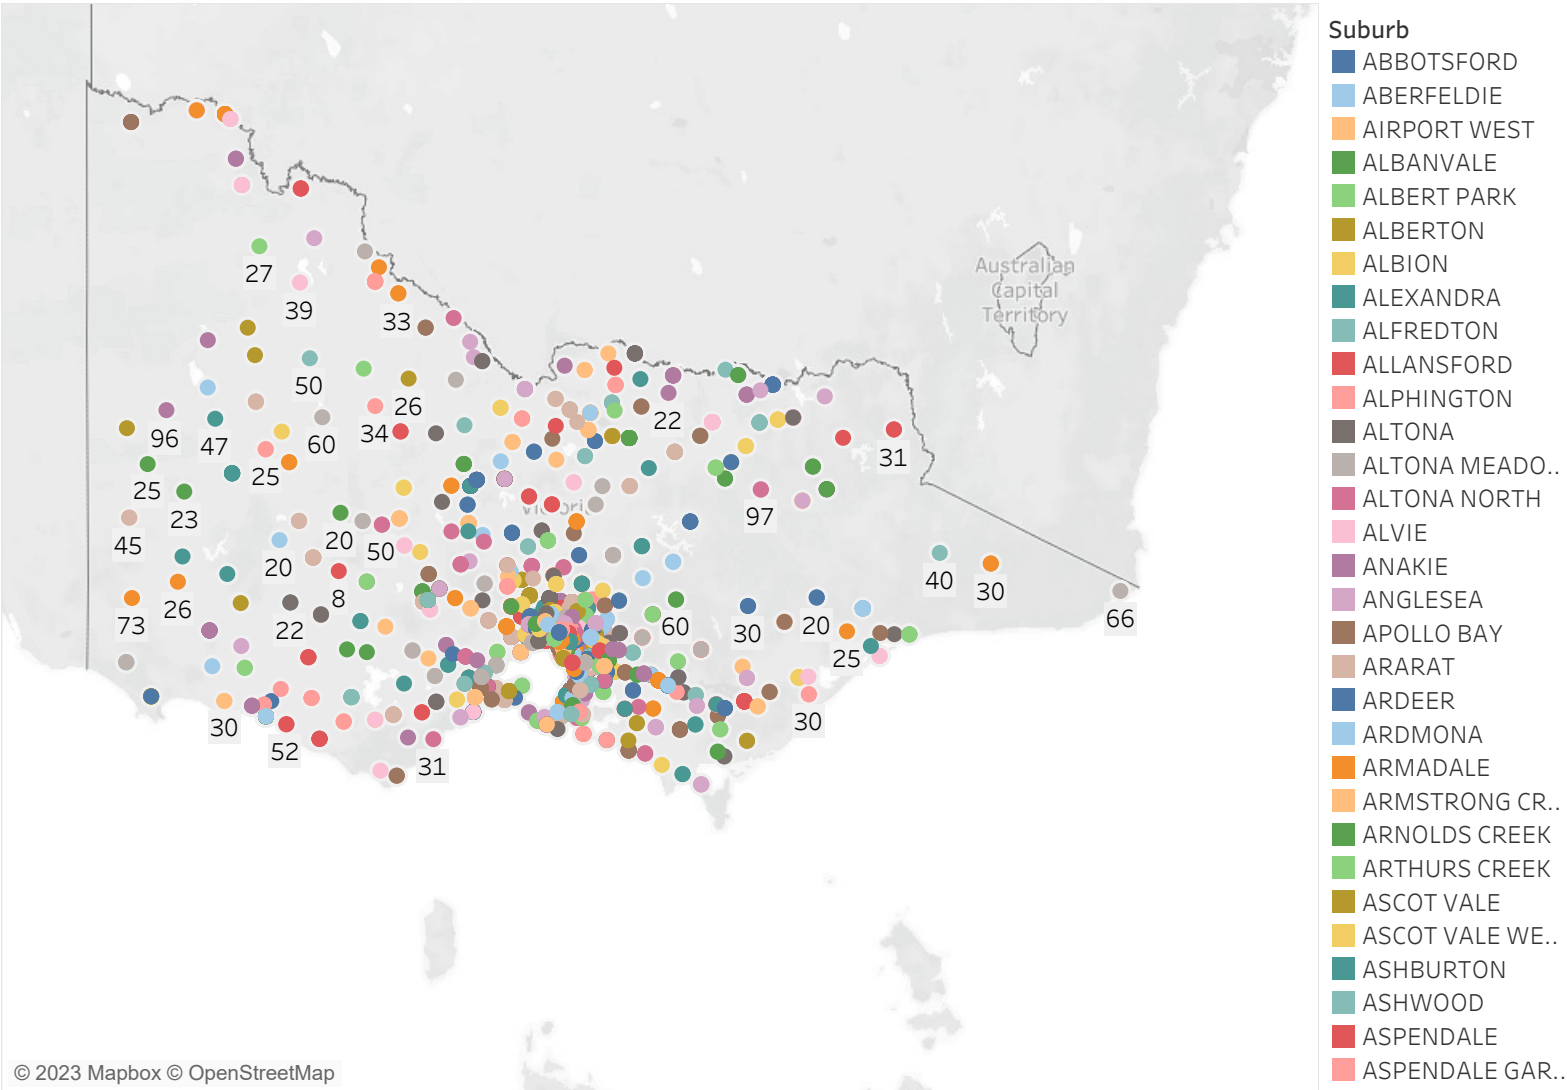 Australian
Capital
Territory
27
39
33
50
26
96
47
60
34
22
25
31
25
23
97
45
20
50
20
40
30
8
26
73
22
60
30
20
66
25
30
30
52
31
Victoria
© 2023 Mapbox © OpenStreetMap
Suburb
ABBOTSFORD
ABERFELDIE
AIRPORT WEST
ALBANVALE
ALBERT PARK
ALBERTON
ALBION
ALEXANDRA
ALFREDTON
ALLANSFORD
ALPHINGTON
ALTONA
ALTONA MEADO..
ALTONA NORTH
ALVIE
ANAKIE
ANGLESEA
APOLLO BAY
ARARAT
ARDEER
ARDMONA
ARMADALE
ARMSTRONG CR..
ARNOLDS CREEK
ARTHURS CREEK
ASCOT VALE
ASCOT VALE WE..
ASHBURTON
ASHWOOD
ASPENDALE
ASPENDALE GAR..